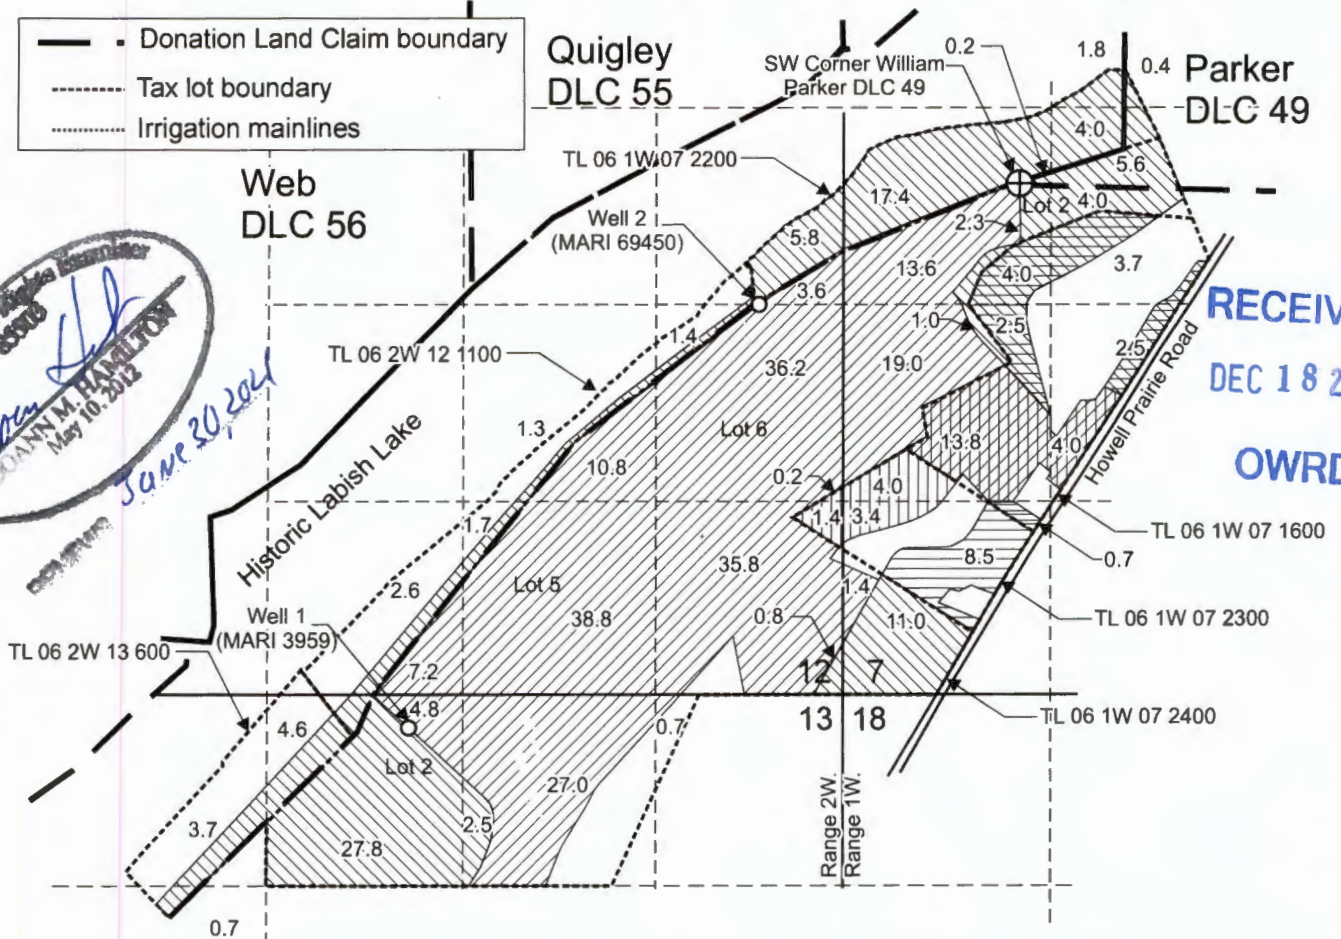 Donation Land Claim boundary
Tax lot boundary
Irrigation mainlines
Quigley
DLC 55
SW Corner William
Parker DLC 49
0.2
1.8
0.4
Parker
DLC 49
Web
DLC 56
TL 06 1W 07 2200
4.0
5.6
17.4
Lot 2
4.0
Well 2
(MARI 69450)
2.3
5.8
13.6
4.0
3.7
3.6
RECEIV
1.0
2.5
1.4
TL 06 2W 12 1100
36.2
19.0
2.5
DEC 18 2
Howell Prairie Road
JOANN M. HAMILTON
May 10, 2012
June 30, 2021
1.3
Lot 6
13.8
4.0
10.8
OWRD
0.2
4.0
Historic Labish Lake
1.7
1.4
3.4
TL 06 1W 07 1600
8.5
0.7
35.8
2.6
Lot 5
1.4
38.8
Well 1
(MARI 3959)
0.8
11.0
TL 06 1W 07 2300
TL 06 2W 13 600
7.2
12
7
4.8
13
18
TL 06 1W 07 2400
4.6
0.7
Lot 2
27.0
3.7
2.5
27.8
Range 2W.
Range 1W.
0.7